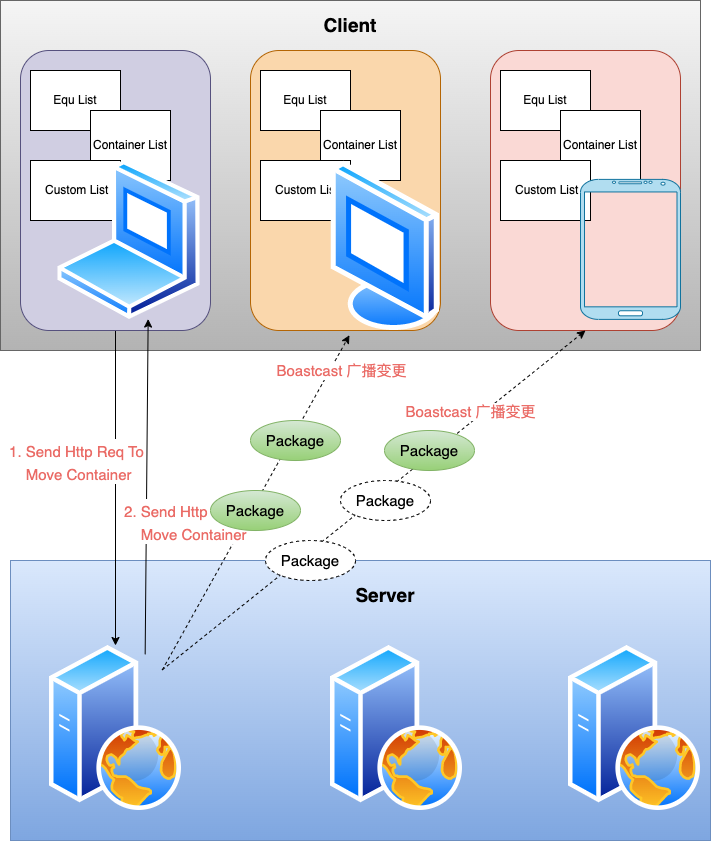 Client
Equ List
Container List
Custom List
Equ List
Container List
Custom Lis
Equ List
Container List
Custom List
Boastcast 广播变更
Boastcast 广播变更
Package
Package
1. Send Http Req To
Move Container
Package
Package
2. Send Http
Move Container
Package
Server